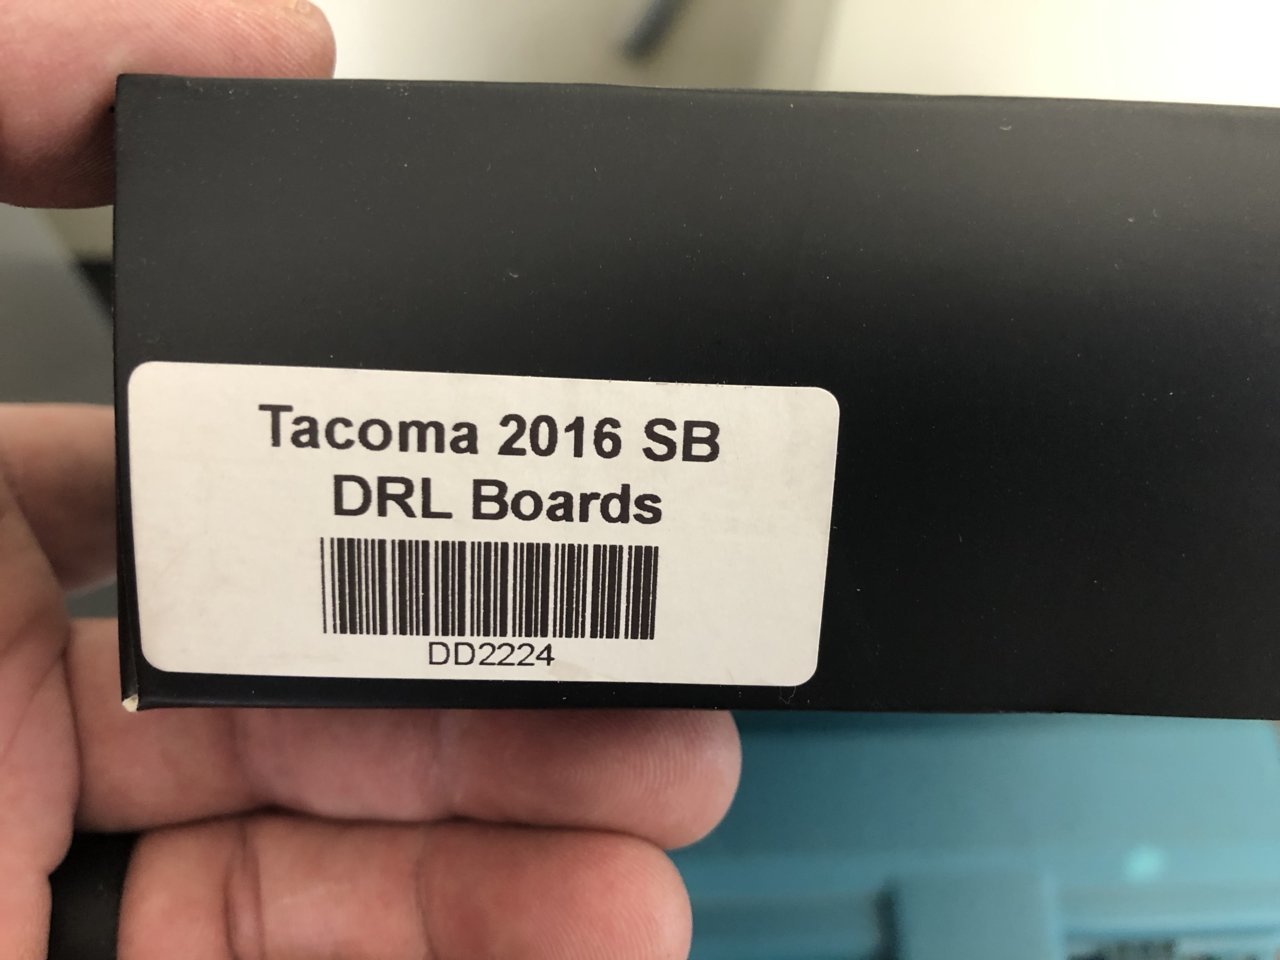 Tacoma 2016 SB
DRL Boards
DD2224